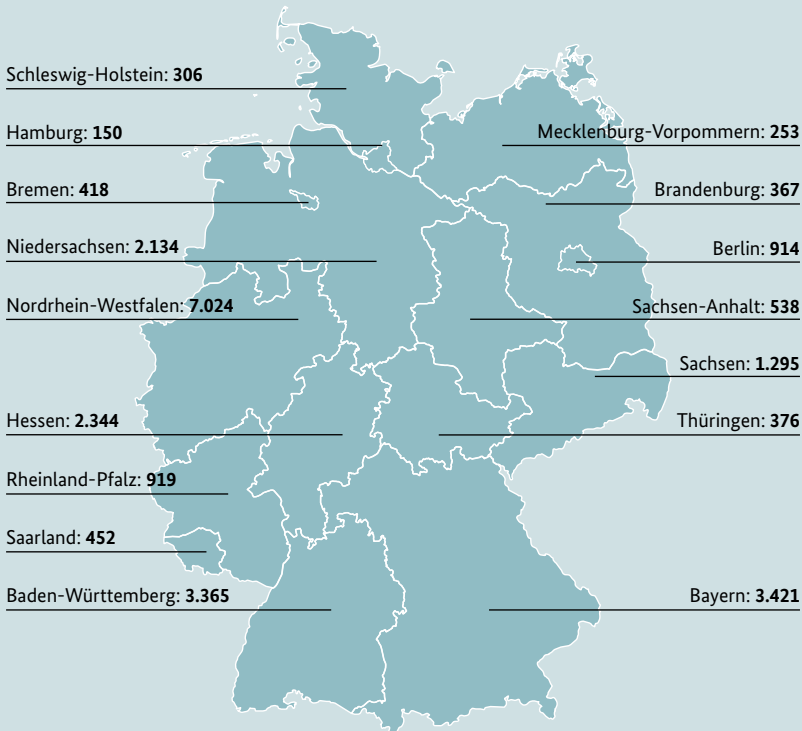 Schleswig-Holstein: 306
Hamburg: 150
Mecklenburg-Vorpommern: 253
Bremen: 418
Brandenburg: 367
Niedersachsen: 2.134
Berlin: 914
Nordrhein-Westfalen: 7.024
Sachsen-Anhalt: 538
Sachsen: 1.295
Hessen: 2.344
Thüringen: 376
Rheinland-Pfalz: 919
Saarland: 452
Baden-Württemberg: 3.365
Bayern: 3.421